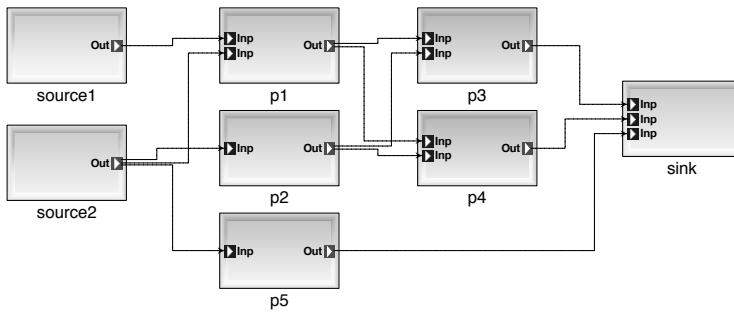 Out
source1
Inp
Inp
Out
p1
Inp
Inp
Out
p3
Inp
Inp
Inp
sink
Out
source2
Inp
Out
p2
Inp
Inp
Out
p4
Inp
Out
p5